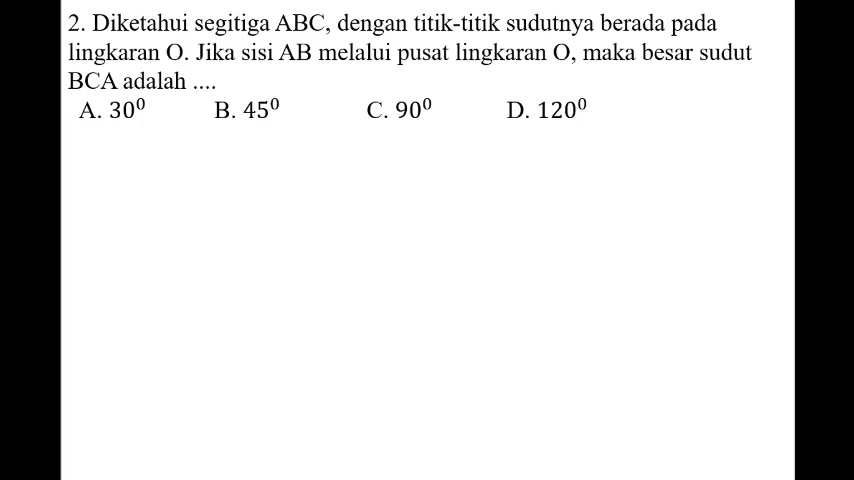 2. Diketahui segitiga ABC, dengan titik-titik sudutnya berada pada
lingkaran O. Jika sisi AB melalui pusat lingkaran O, maka besar sudut
BCA adalah ....
A. 30⁰ B. 45⁰ C. 90⁰ D. 120⁰